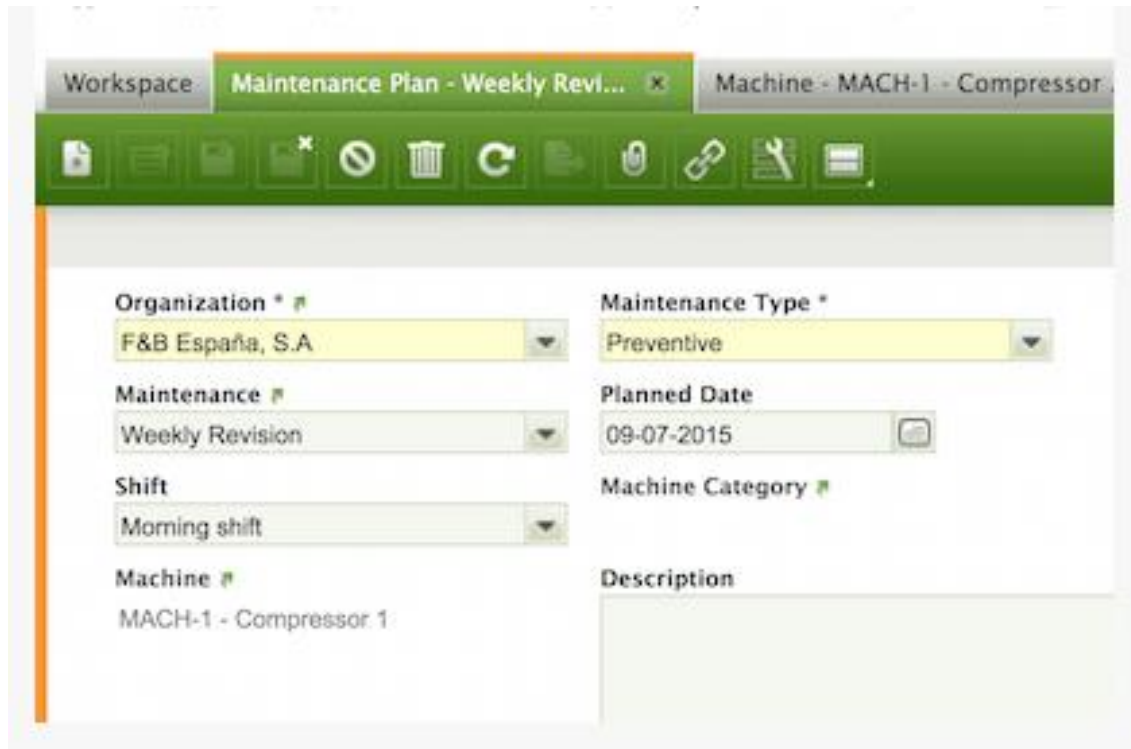 Workspace
Maintenance Plan - Weekly Revi...
Machine - MACH-1 - Compressor
Organization *
Maintenance Type *
F&B España, S.A
Preventive
Maintenance
Planned Date
Weekly Revision
09-07-2015
Shift
Machine Category
Morning shift
Machine
Description
MACH-1 - Compressor 1